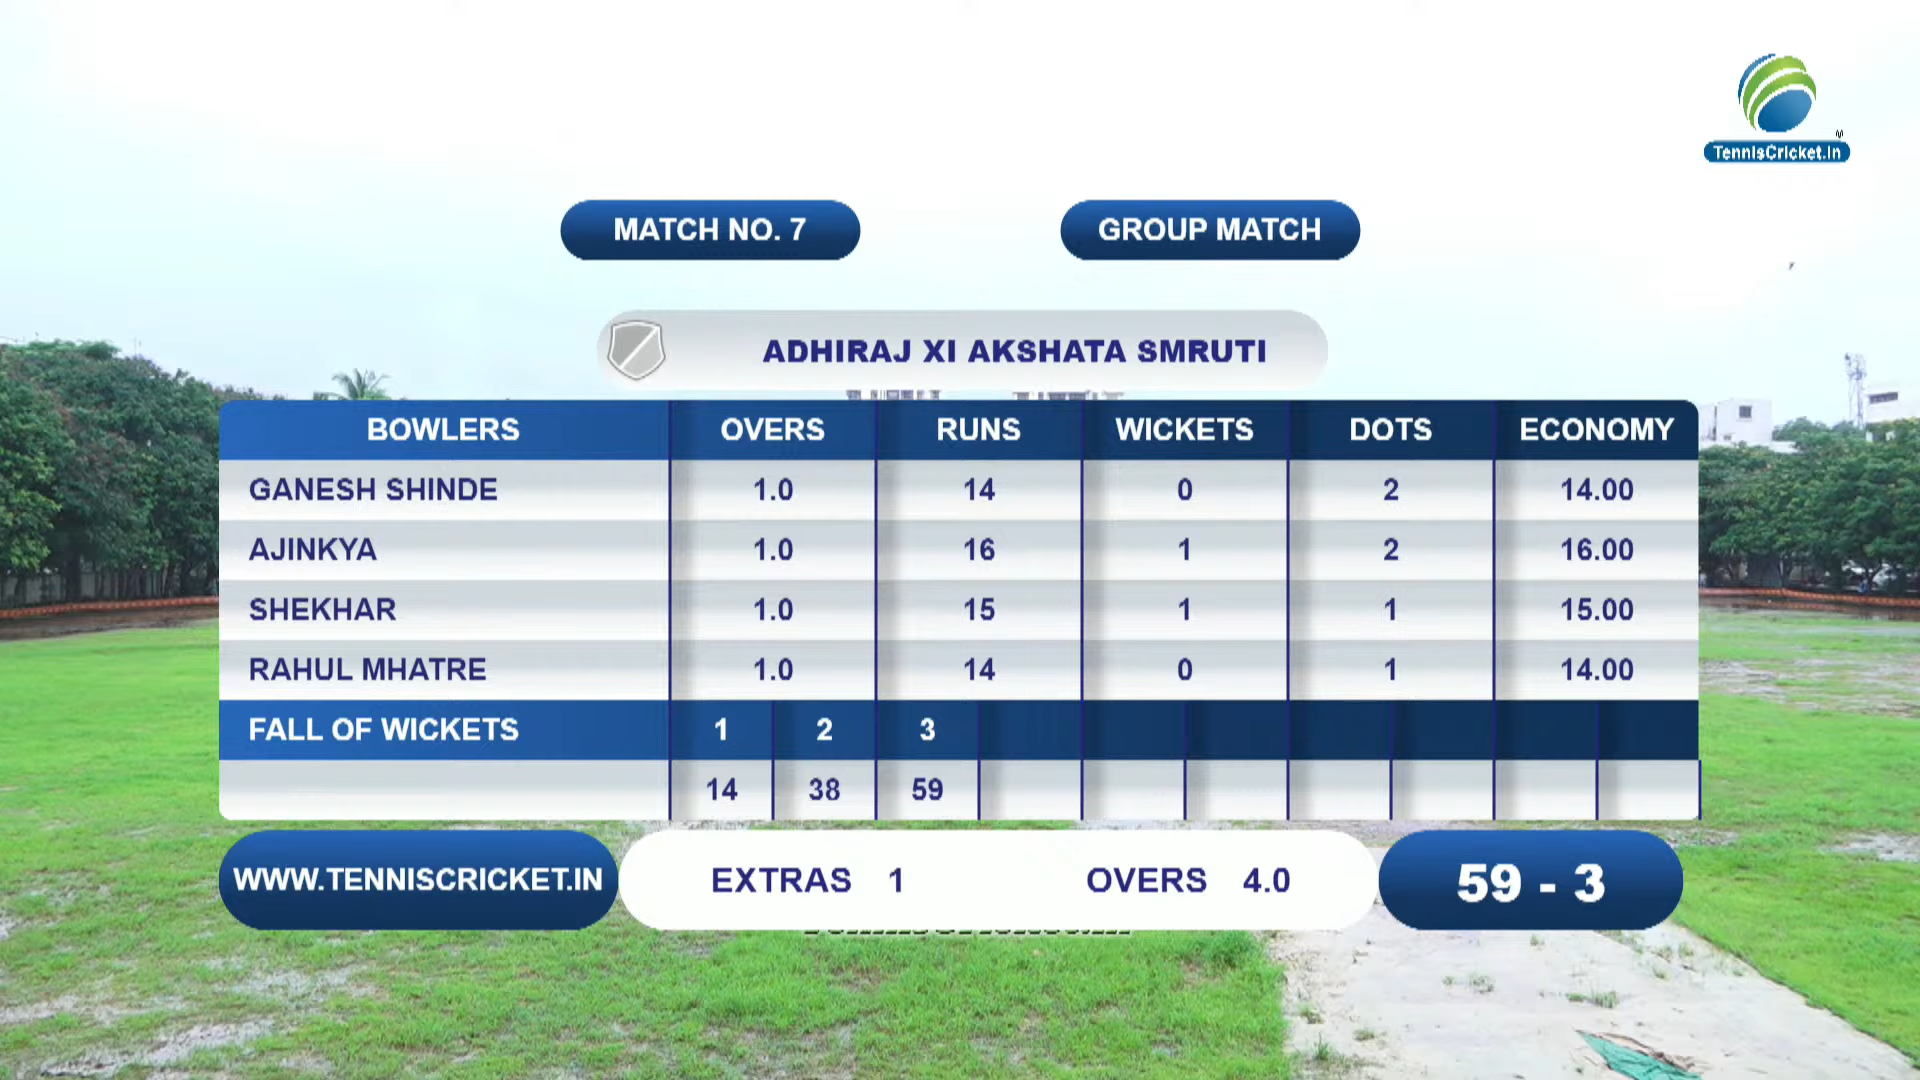 TennisCricket.in
MATCH NO. 7
GROUP MATCH
ADHIRAJ XI AKSHATA SMRUTI
BOWLERS OVERS RUNS WICKETS DOTS ECONOMY
GANESH SHINDE 1.0 14 0 2 14.00
AJINKYA 1.0 16 1 2 16.00
SHEKHAR 1.0 15 1 1 15.00
RAHUL MHATRE 1.0 14 0 1 14.00
FALL OF WICKETS 1 2 3
14 38 59
WWW.TENNISCRICKET.IN EXTRAS 1 OVERS 4.0 59 - 3